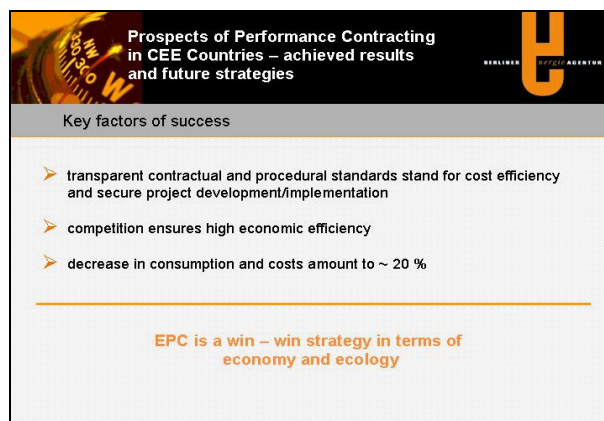 Prospects of Performance Contracting
in CEE Countries – achieved results
and future strategies
BERLINER energie AGENTUR
Key factors of success
transparent contractual and procedural standards stand for cost efficiency
and secure project development/implementation
competition ensures high economic efficiency
decrease in consumption and costs amount to ~ 20 %
EPC is a win – win strategy in terms of
economy and ecology
330
NW
300
W